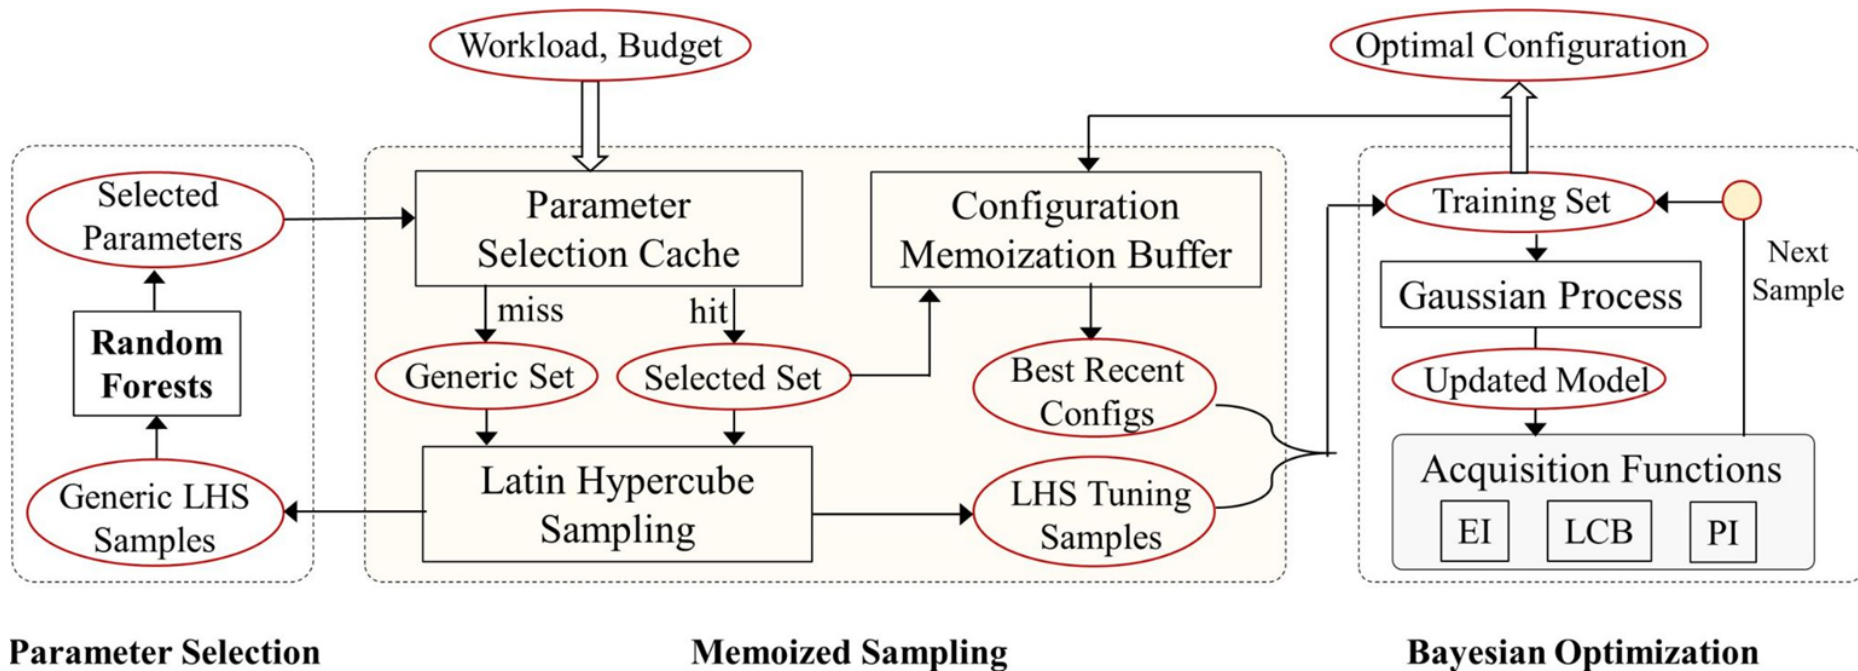 Workload, Budget
Optimal Configuration
Selected
Parameters
Random
Forests
Generic LHS
Samples
Parameter
Selection Cache
miss
hit
Generic Set
Selected Set
Latin Hypercube
Sampling
Configuration
Memoization Buffer
Best Recent
Configs
LHS Tuning
Samples
Training Set
Next
Sample
Gaussian Process
Updated Model
Acquisition Functions
EI
LCB
PI
Parameter Selection
Memoized Sampling
Bayesian Optimization